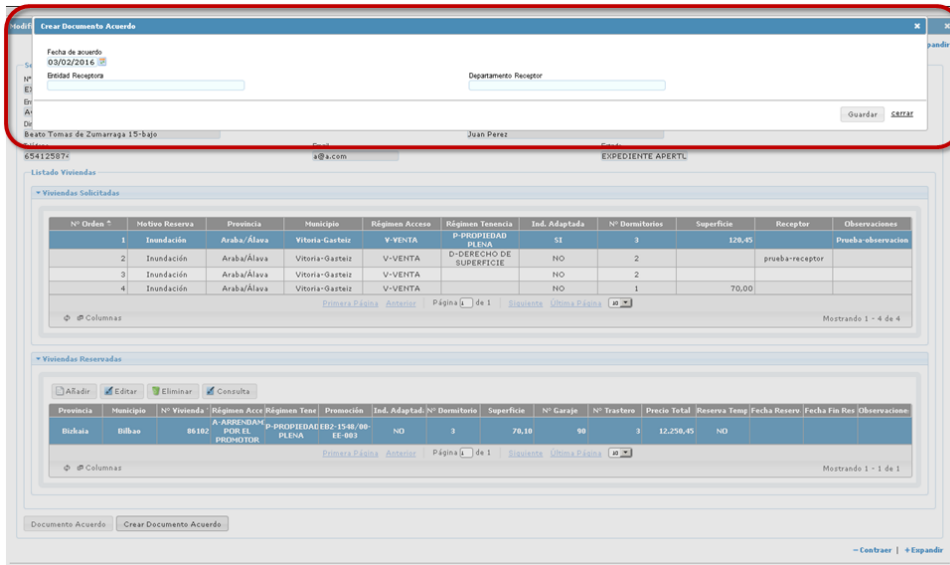 Modifi Crear Documento Acuerdo
pandir
Fecha de acuerdo
03/02/2016
Entidad Receptora Departamento Receptor
Guardar cerrar
Se
Nº
En
Beato Tomas de Zumarraga 15-bajo Juan Perez
65412587 a@a.com EXPEDIENTE APERTL
Listado Viviendas
Viviendas Solicitadas
Nº Orden Motivo Reserva Provincia Municipio Régimen Acceso Régimen Tenencia Ind. Adaptada Nº Dormitorios Superficie Receptor Observaciones
1 Inundación Araba/Álava Vitoria-Gasteiz V-VENTA P-PROPIEDAD PLENA SI 3 120,45 Prueba-observacion
2 Inundación Araba/Álava Vitoria-Gasteiz V-VENTA D-DERECHO DE SUPERFICIE NO 2 prueba-receptor
3 Inundación Araba/Álava Vitoria-Gasteiz V-VENTA NO 2
4 Inundación Araba/Álava Vitoria-Gasteiz V-VENTA NO 1 70,00
Primera Página Anterior Página 1 de 1 Siguiente Última Página 10
Columnas Mostrando 1 - 4 de 4
Viviendas Reservadas
Añadir Editar Eliminar Consulta
Provincia Municipio Nº Vivienda Régimen Acce Régimen Tene Promoción Ind. Adaptad Nº Dormitorio Superficie Nº Garaje Nº Trastero Precio Total Reserva Temp Fecha Reserv Fecha Fin Res Observacione
Bizkaia Bilbao 86102 A-ARRENDAM POR EL PROMOTOR P-PROPIEDAD PLENA EB2-1548/00-EE-003 NO 3 70,10 90 3 12.250,45 NO
Primera Página Anterior Página 1 de 1 Siguiente Última Página 10
Columnas Mostrando 1 - 1 de 1
Documento Acuerdo Crear Documento Acuerdo
−Contraer | +Expandir